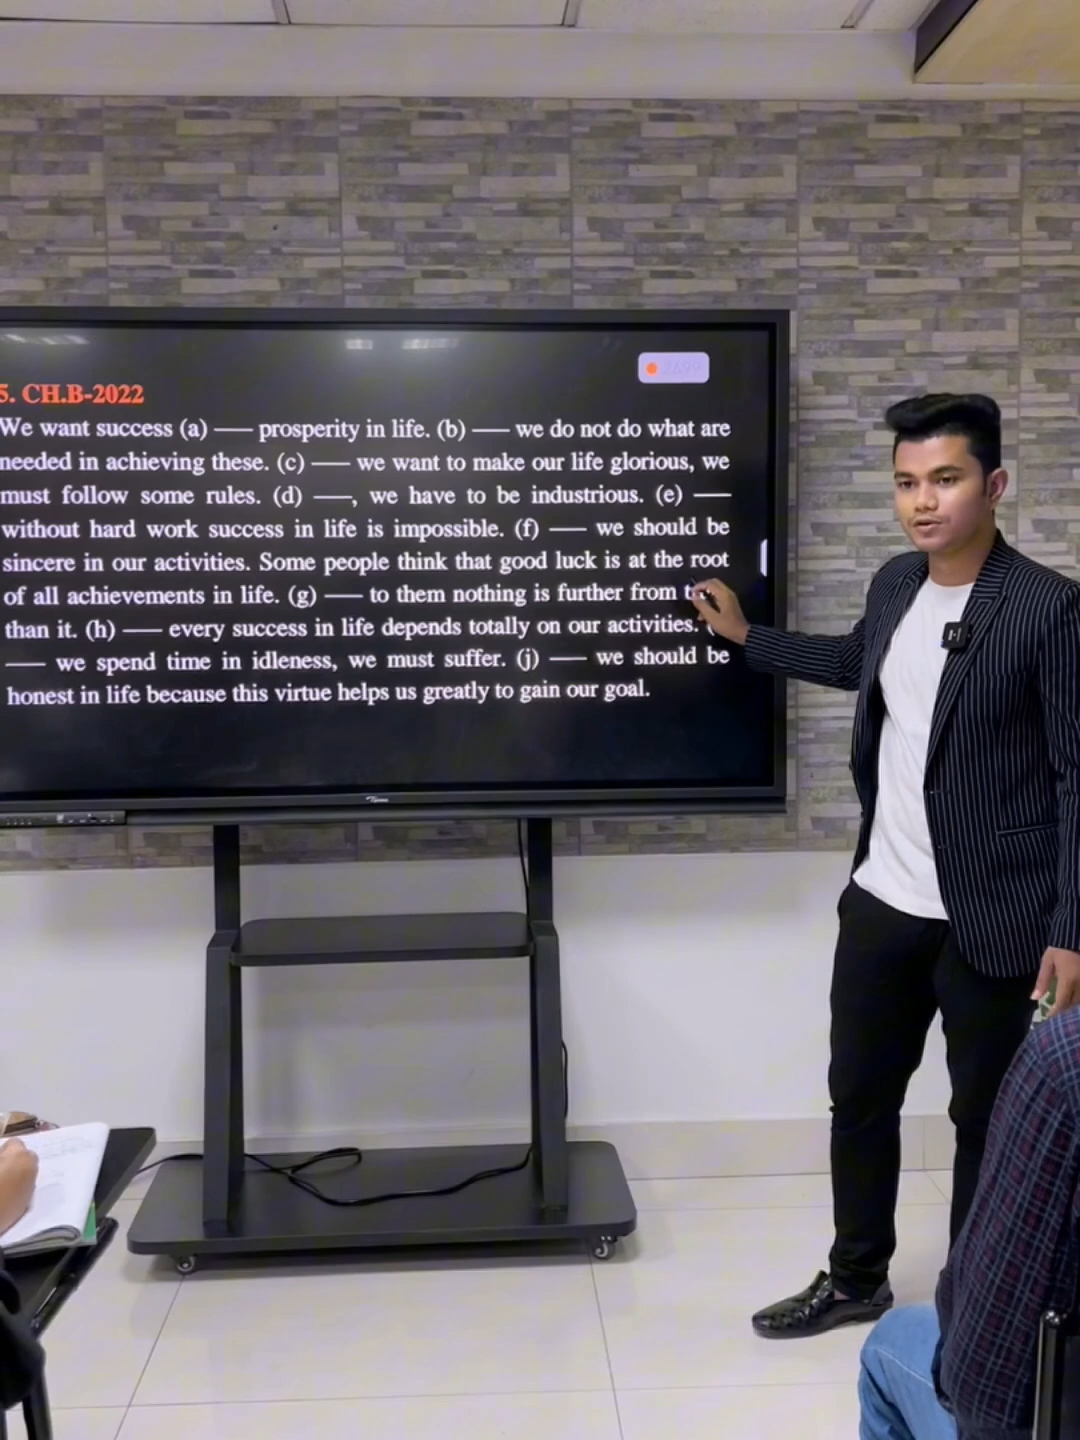 5. CH.B-2022
We want success (a) —— prosperity in life. (b) —— we do not do what are
needed in achieving these. (c) —— we want to make our life glorious, we
must follow some rules. (d) ——, we have to be industrious. (e) ——
without hard work success in life is impossible. (f) —— we should be
sincere in our activities. Some people think that good luck is at the root
of all achievements in life. (g) —— to them nothing is further from
than it. (h) —— every success in life depends totally on our activities. (
—— we spend time in idleness, we must suffer. (j) —— we should be
honest in life because this virtue helps us greatly to gain our goal.